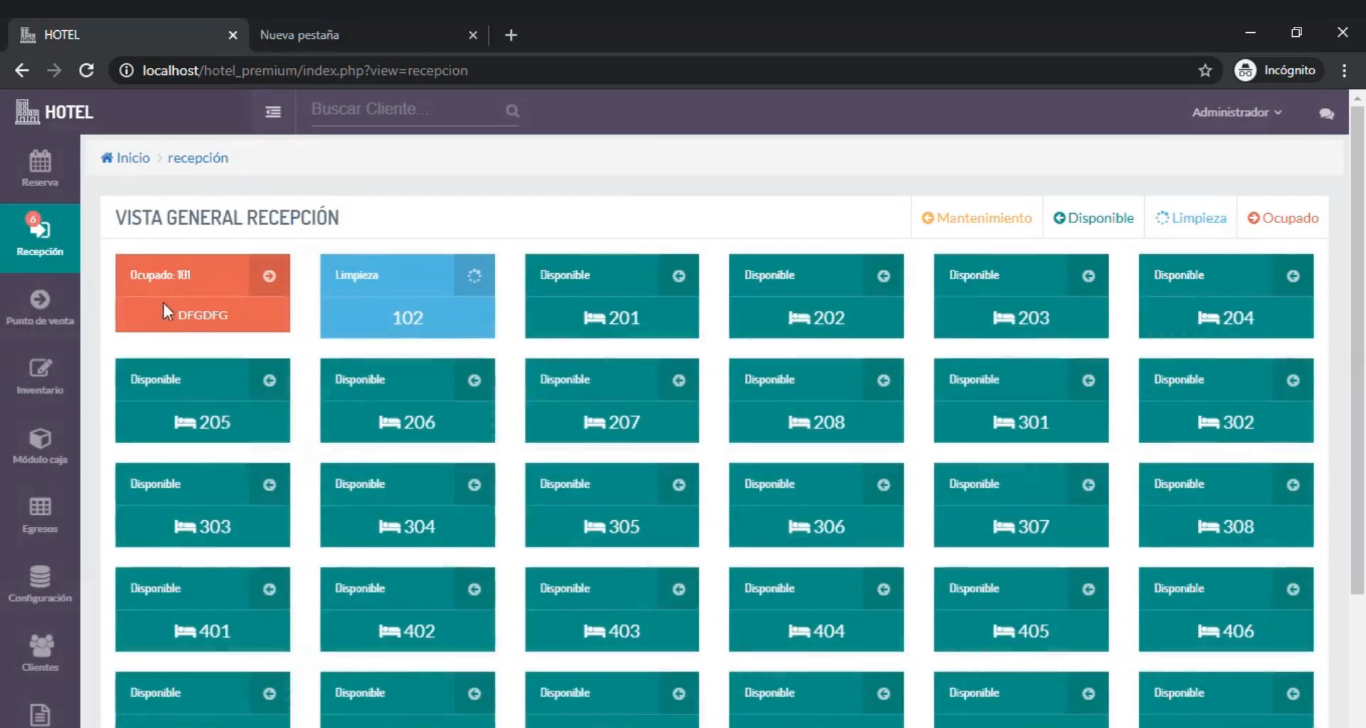 HOTEL
Nueva pestaña
localhost/hotel_premium/index.php?view=recepcion
Incógnito
HOTEL
Buscar Cliente...
Administrador
Inicio > recepción
Reserva
6
Recepción
Punto de venta
Inventario
Módulo caja
Egresos
Configuración
Clientes
VISTA GENERAL RECEPCIÓN
Mantenimiento Disponible Limpieza Ocupado
Ocupado: 101 Limpieza Disponible Disponible Disponible Disponible
DFGDFG 102 201 202 203 204
Disponible Disponible Disponible Disponible Disponible Disponible
205 206 207 208 301 302
Disponible Disponible Disponible Disponible Disponible Disponible
303 304 305 306 307 308
Disponible Disponible Disponible Disponible Disponible Disponible
401 402 403 404 405 406
Disponible Disponible Disponible Disponible Disponible Disponible